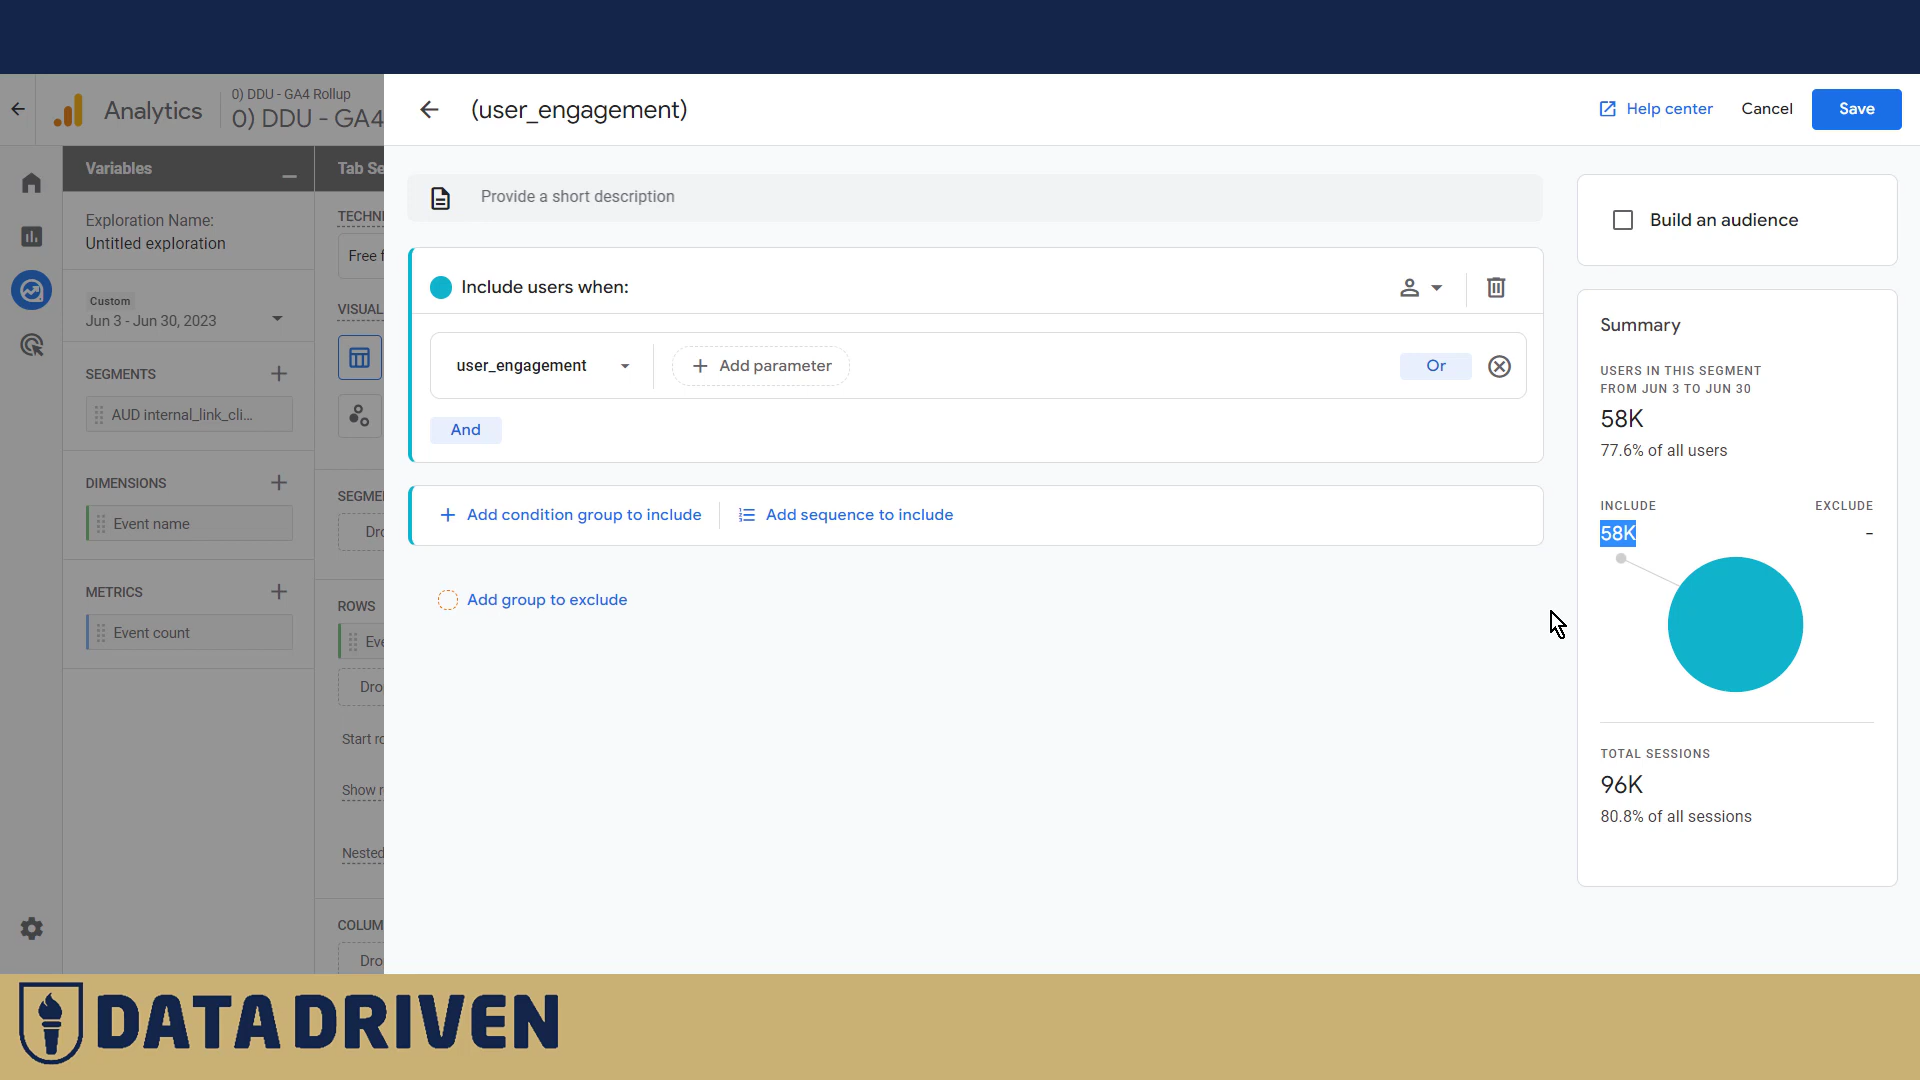 Analytics
0) DDU - GA4 Rollup
0) DDU - GA4
Variables
Exploration Name:
Untitled exploration
Custom
Jun 3 - Jun 30, 2023
SEGMENTS
AUD internal_link_cli...
DIMENSIONS
Event name
METRICS
Event count
Tab Se
TECHNI
Free f
VISUAL
SEGME
Dro
ROWS
Eve
Dro
Start ro
Show r
Nested
COLUM
Dro
(user_engagement)
Help center
Cancel
Save
Provide a short description
Include users when:
user_engagement
Add parameter
Or
And
Add condition group to include
Add sequence to include
Add group to exclude
Build an audience
Summary
USERS IN THIS SEGMENT
FROM JUN 3 TO JUN 30
58K
77.6% of all users
INCLUDE
EXCLUDE
58K
-
TOTAL SESSIONS
96K
80.8% of all sessions
DATA DRIVEN